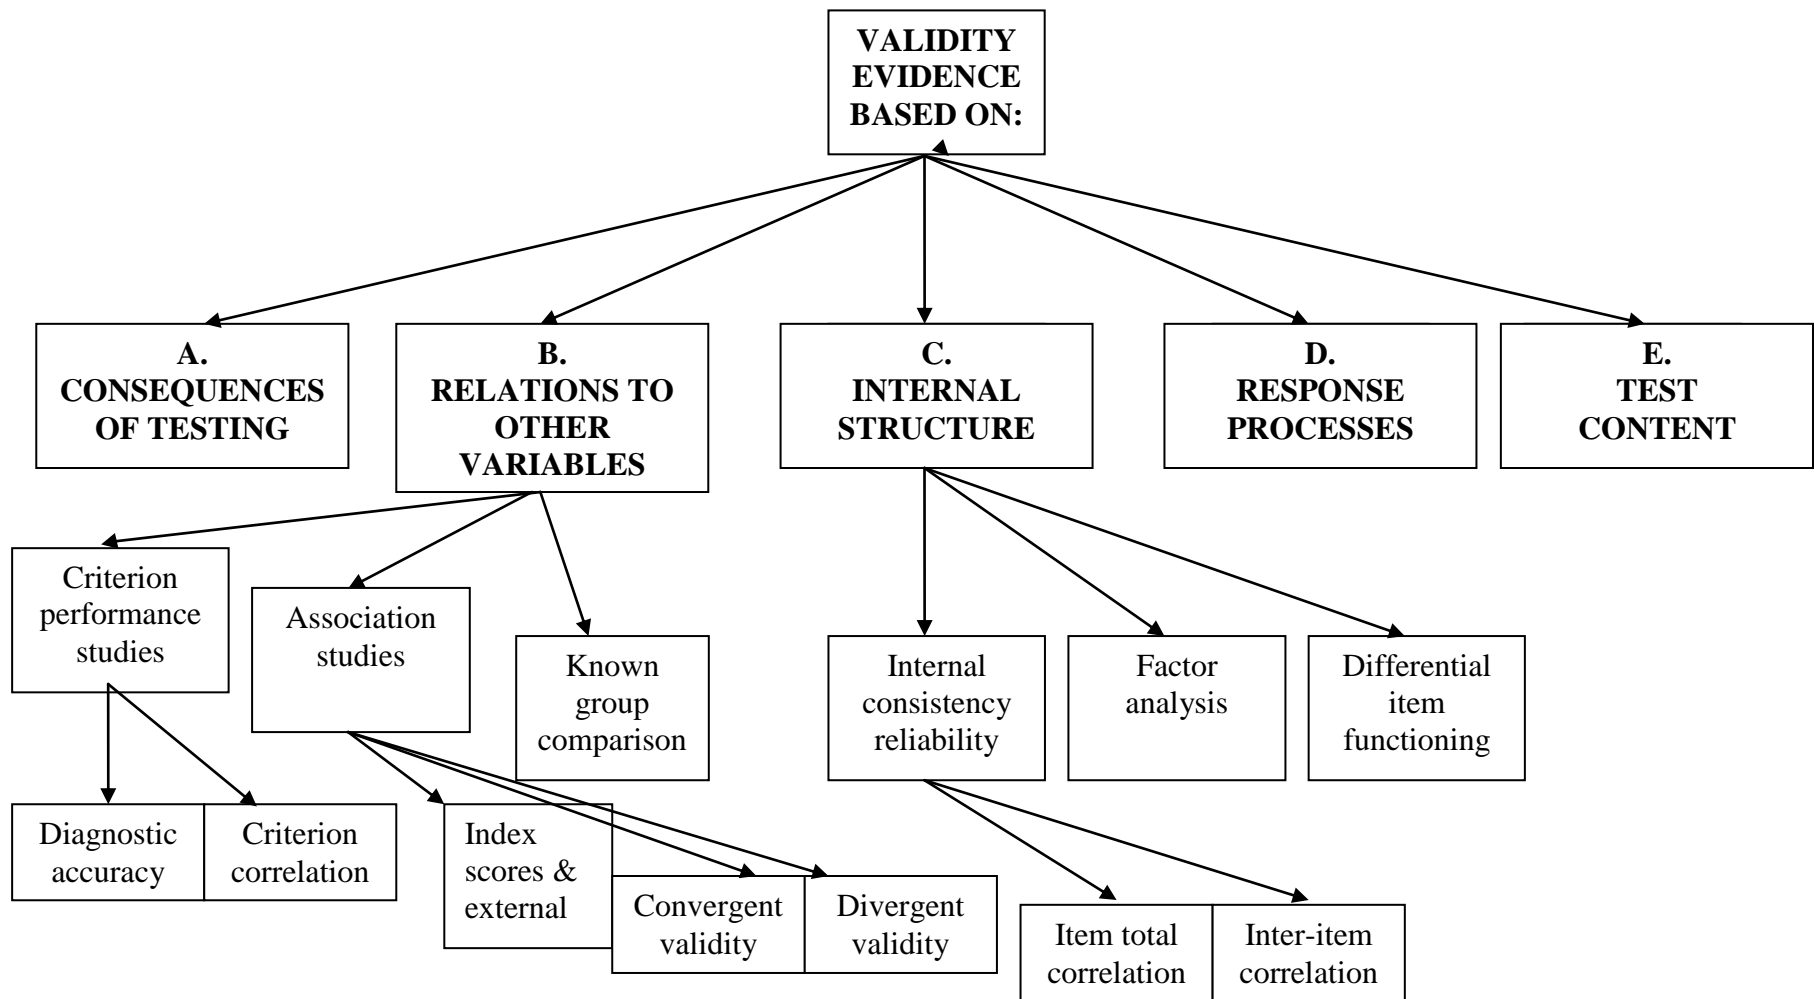 VALIDITY
EVIDENCE
BASED ON:
A.
CONSEQUENCES
OF TESTING
B.
RELATIONS TO
OTHER
VARIABLES
C.
INTERNAL
STRUCTURE
D.
RESPONSE
PROCESSES
E.
TEST
CONTENT
Criterion
performance
studies
Association
studies
Known
group
comparison
Internal
consistency
reliability
Factor
analysis
Differential
item
functioning
Diagnostic
accuracy
Criterion
correlation
Index
scores &
external
Convergent
validity
Divergent
validity
Item total
correlation
Inter-item
correlation